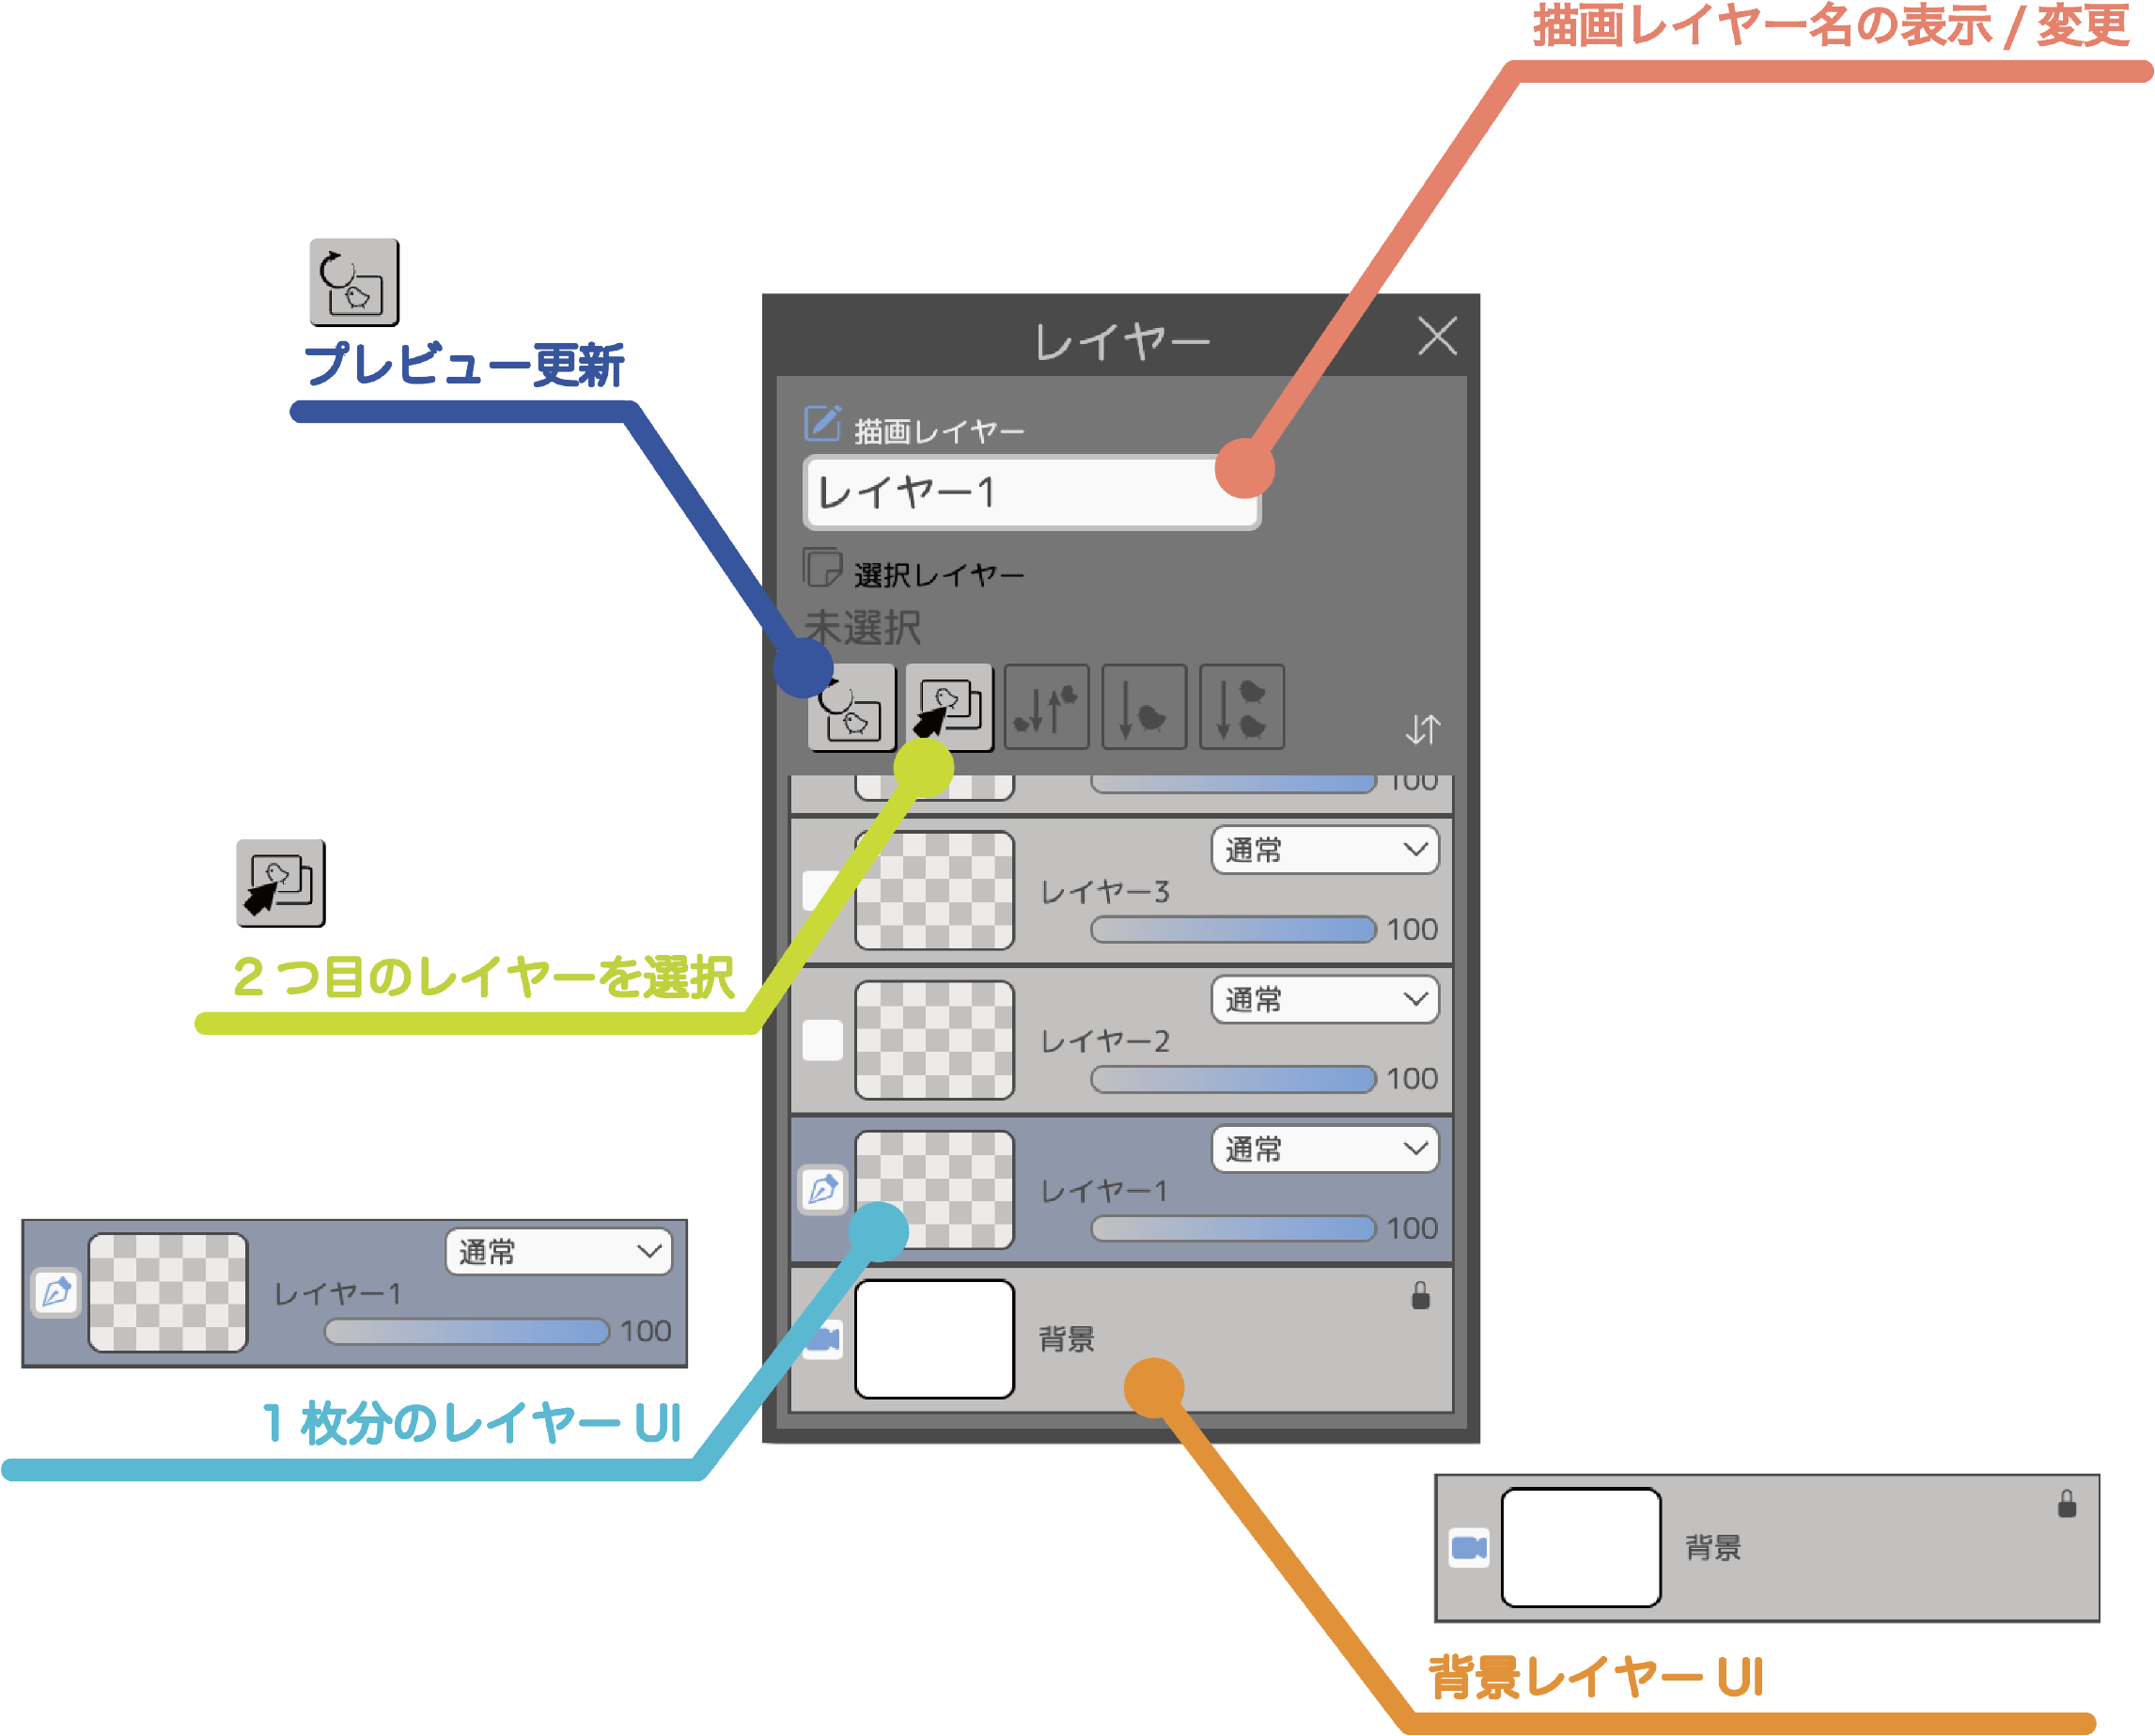 描画レイヤー名の表示 / 変更
プレビュー更新
レイヤー
描画レイヤー
レイヤー1
選択レイヤー
未選択
100
通常
レイヤー3
100
2つ目のレイヤーを選択
通常
レイヤー2
100
通常
レイヤー1
100
通常
レイヤー1
100
1 枚分のレイヤー UI
背景
背景
背景レイヤー UI